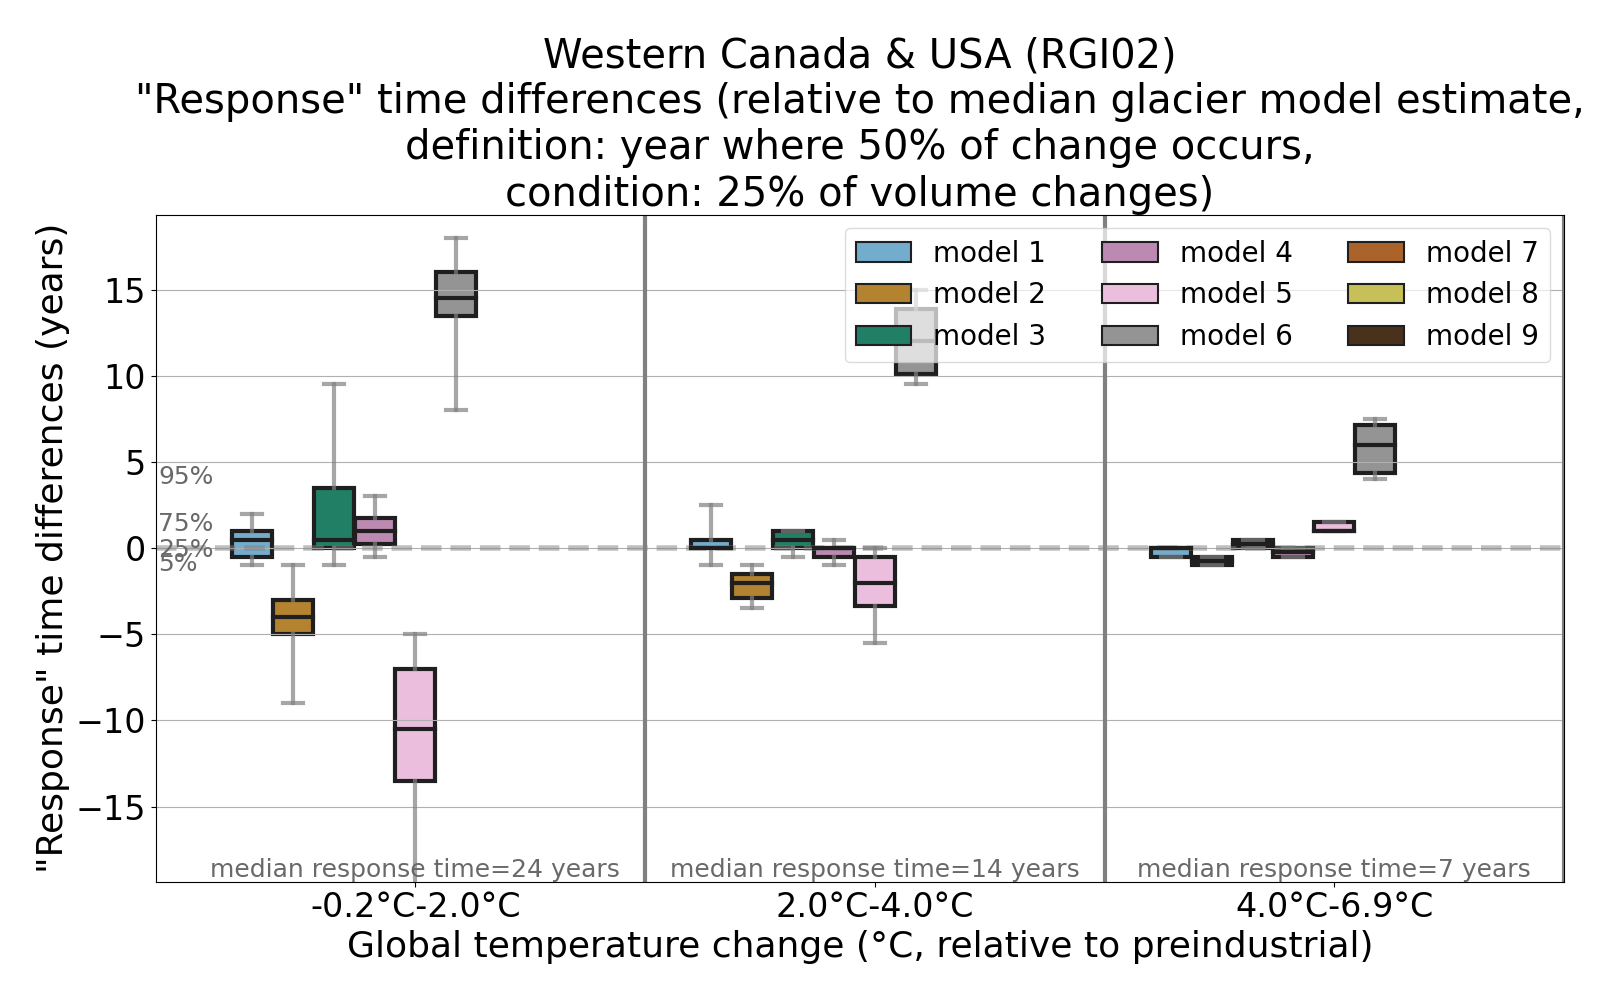 Western Canada & USA (RGI02)
"Response" time differences (relative to median glacier model estimate,
definition: year where 50% of change occurs,
condition: 25% of volume changes)
"Response" time differences (years)
15
10
5
0
−5
−10
−15
95%
75%
25%
5%
model 1
model 2
model 3
model 4
model 5
model 6
model 7
model 8
model 9
median response time=24 years
median response time=14 years
median response time=7 years
-0.2°C-2.0°C
2.0°C-4.0°C
4.0°C-6.9°C
Global temperature change (°C, relative to preindustrial)